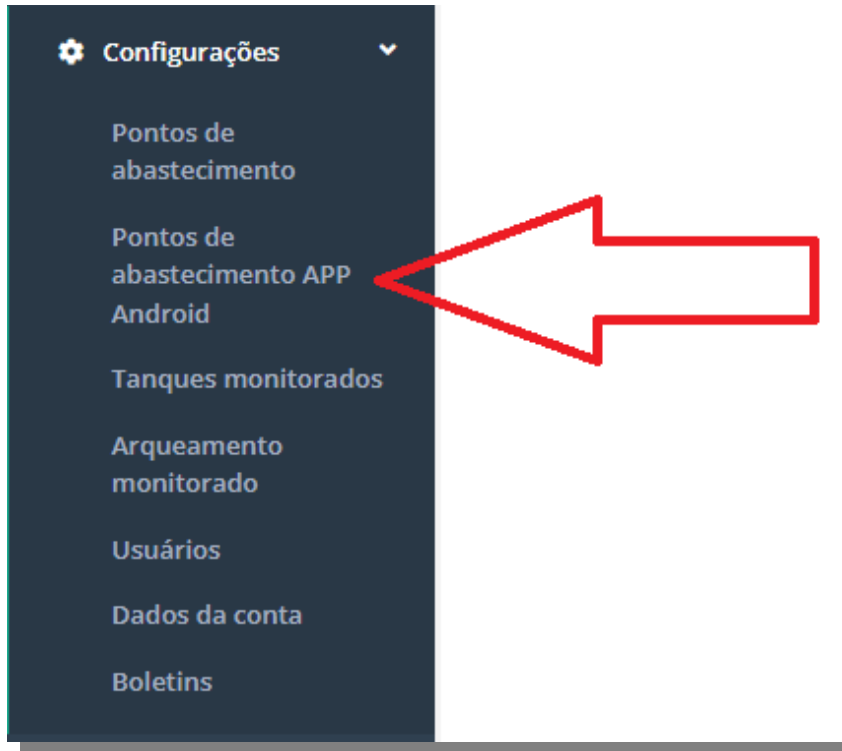 Configurações
Pontos de
abastecimento
Pontos de
abastecimento APP
Android
Tanques monitorados
Arqueamento
monitorado
Usuários
Dados da conta
Boletins